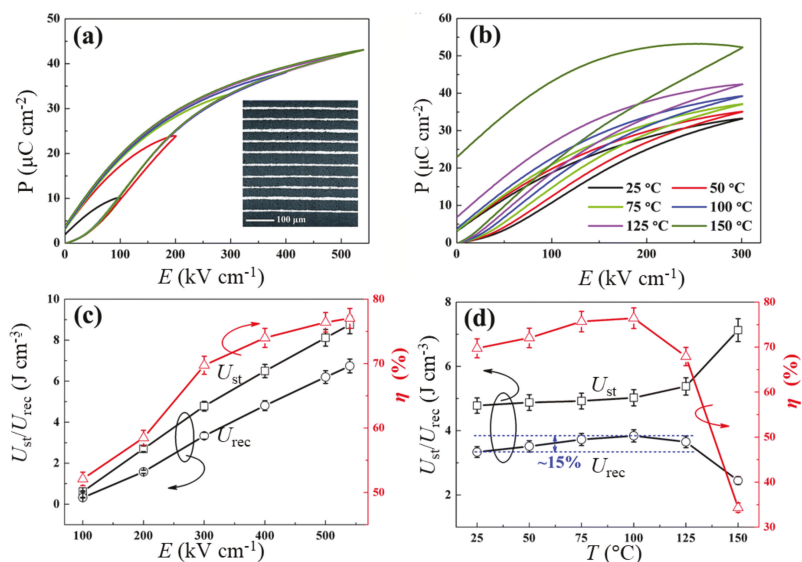 (a)
P (μC cm-2)
50
40
30
20
10
0
100 μm
0 100 200 300 400 500
E (kV cm-1)
(b)
P (μC cm-2)
60
50
40
30
20
10
0
25 °C 50 °C
75 °C 100 °C
125 °C 150 °C
0 100 200 300
E (kV cm-1)
(c)
Ust/Urec (J cm-3)
10
8
6
4
2
0
Ust
Urec
80
70
60
50
η (%)
100 200 300 400 500
E (kV cm-1)
(d)
Ust/Urec (J cm-3)
8
6
4
2
Ust
~15%
Urec
80
70
60
50
40
30
η (%)
25 50 75 100 125 150
T (°C)